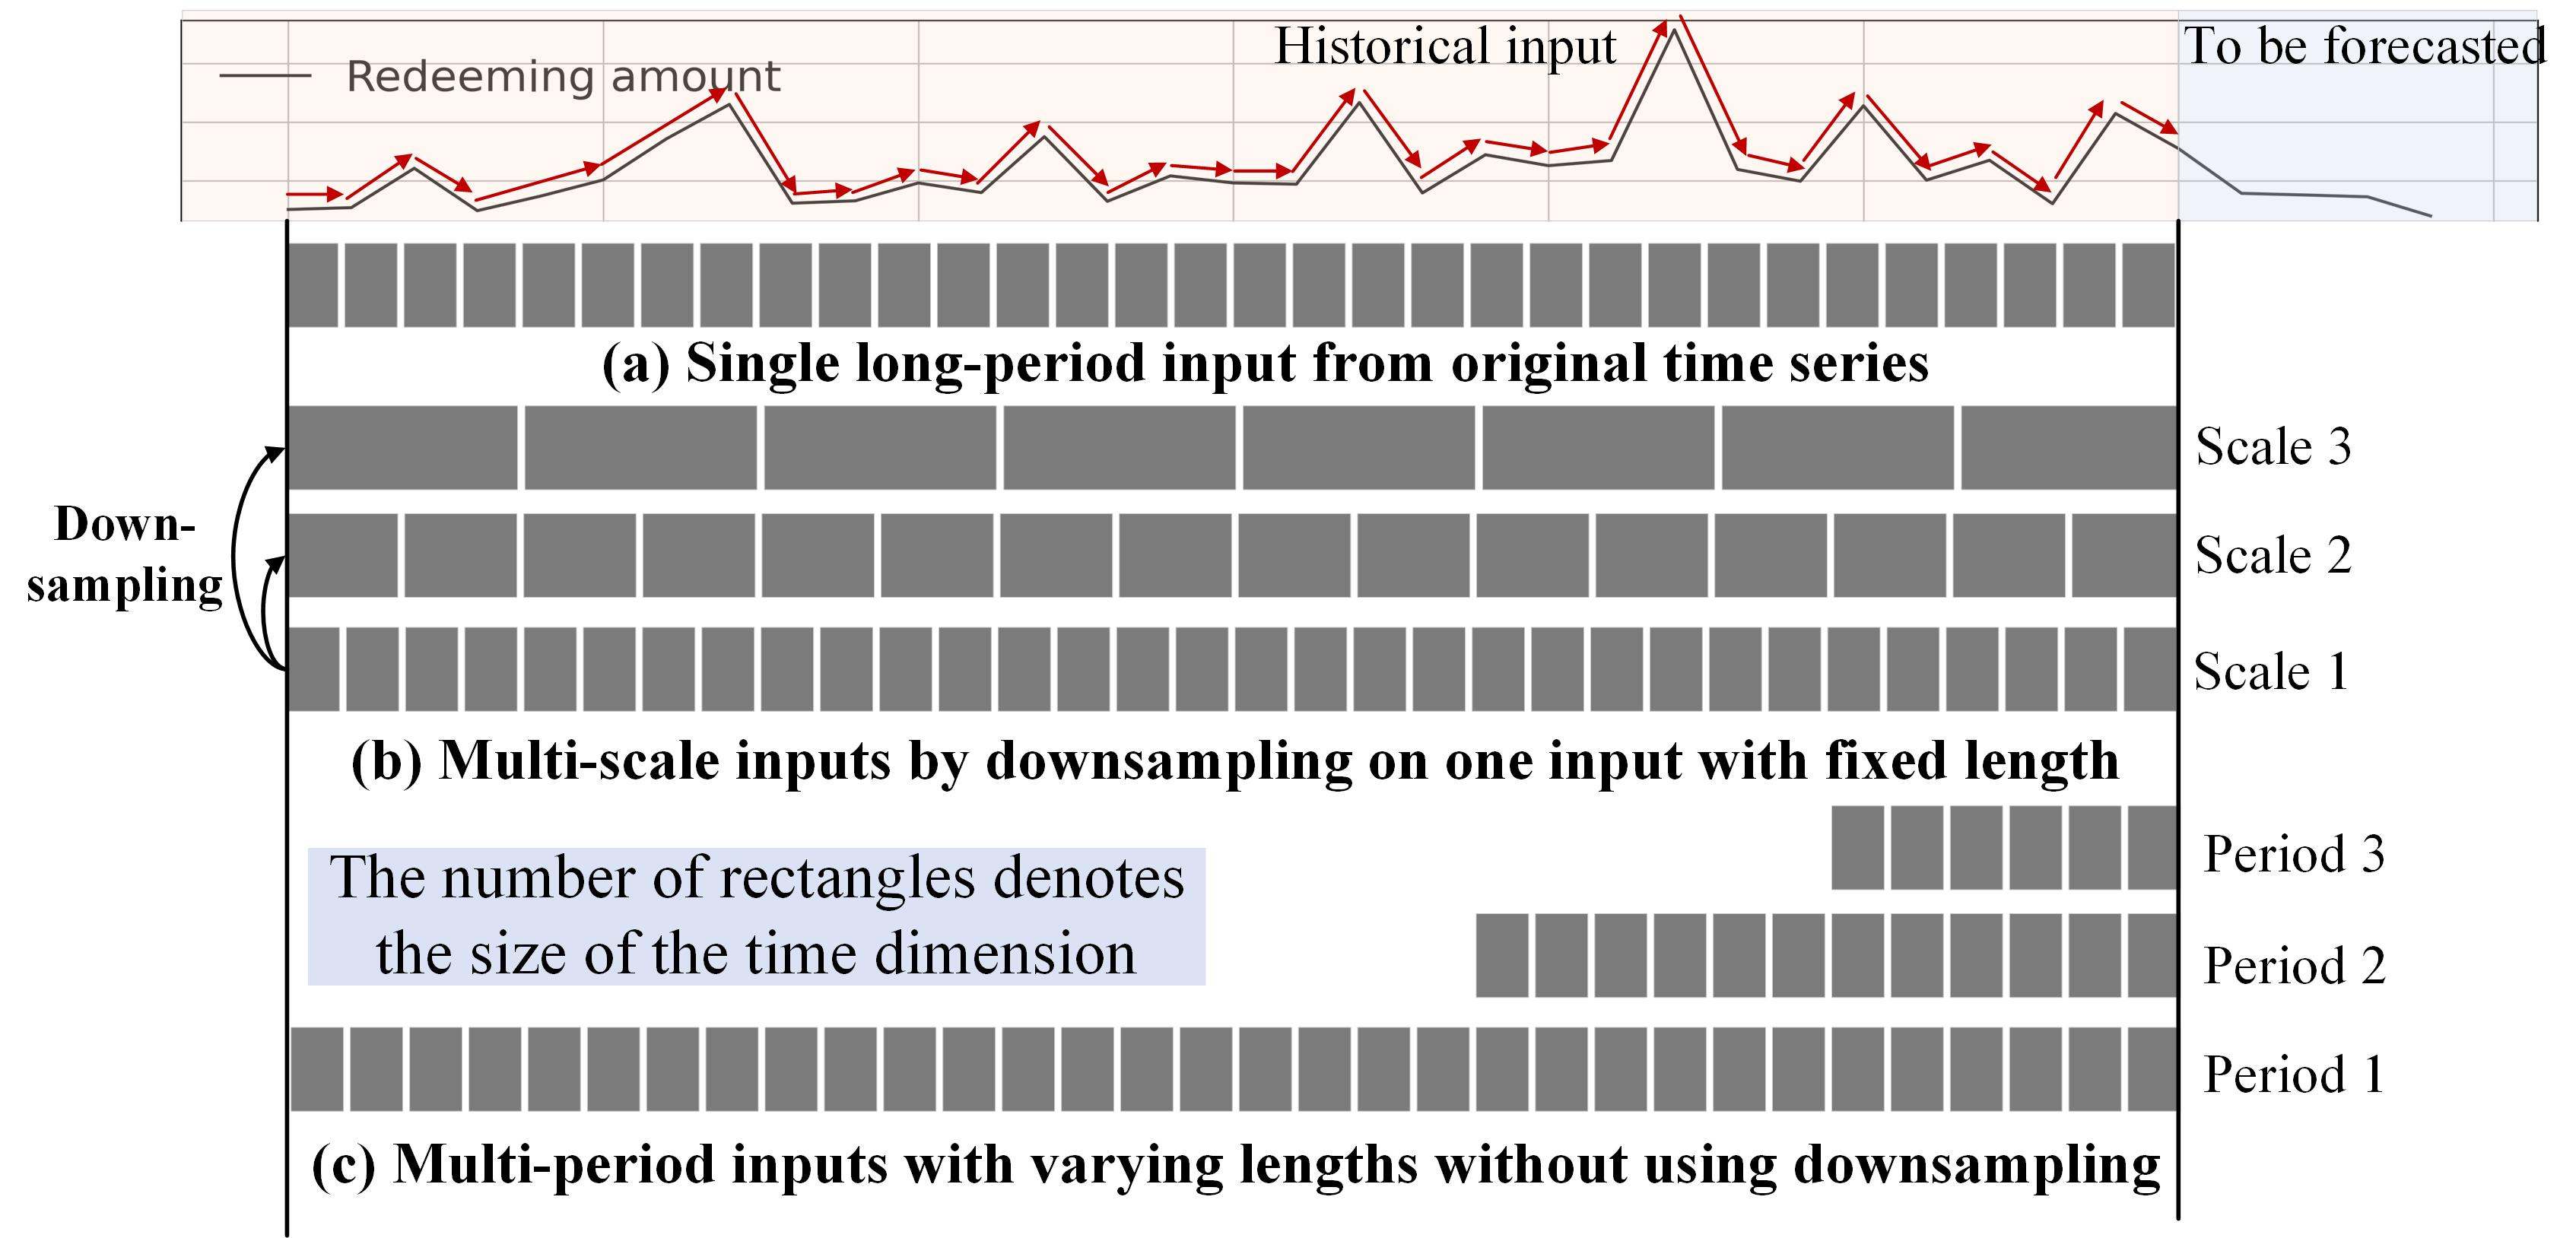 Historical input
To be forecasted
Redeeming amount
(a) Single long-period input from original time series
Scale 3
Down-
sampling
Scale 2
Scale 1
(b) Multi-scale inputs by downsampling on one input with fixed length
Period 3
The number of rectangles denotes
the size of the time dimension
Period 2
Period 1
(c) Multi-period inputs with varying lengths without using downsampling